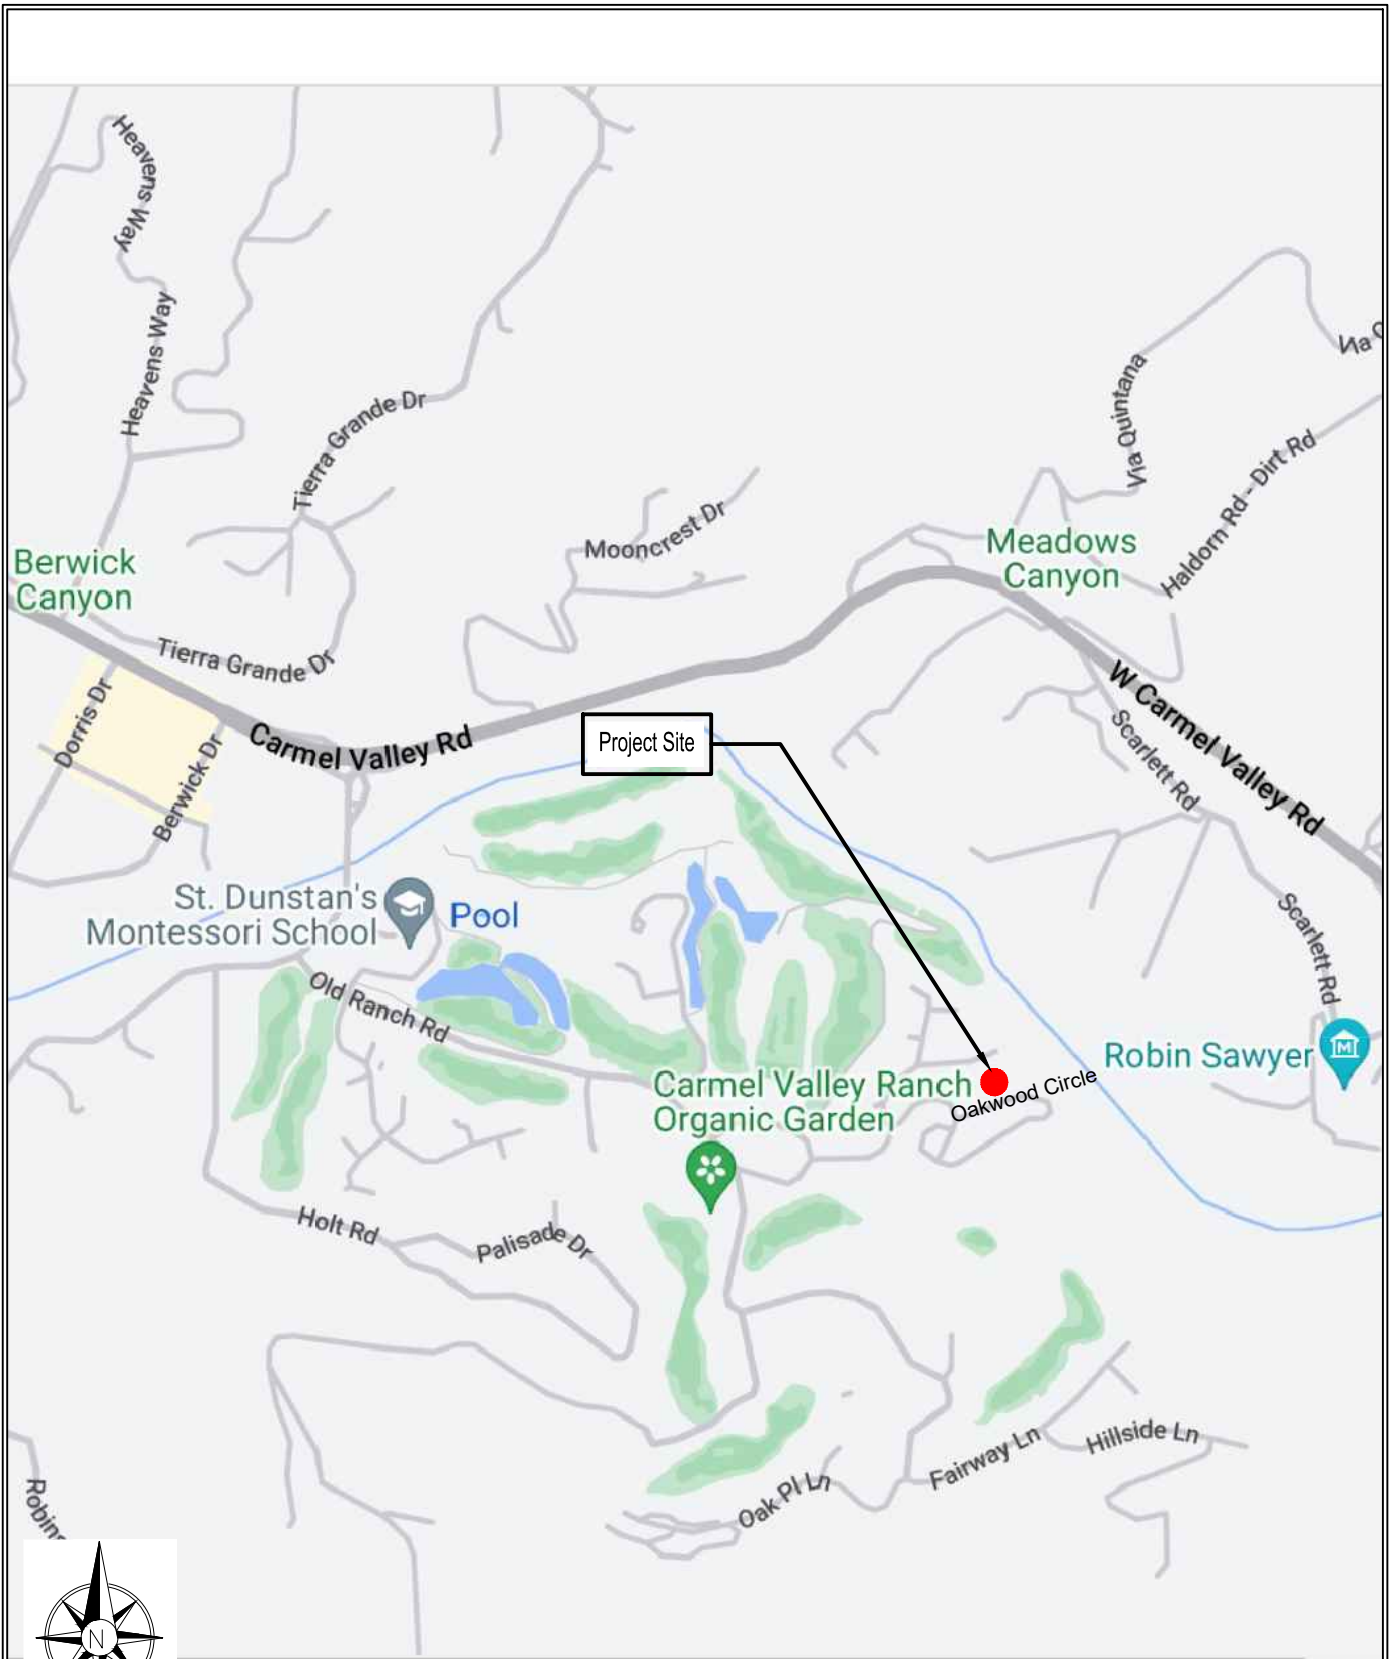 Heavens Way
Heavens Way
Tierra Grande Dr
Via Quintana
Via
Haldorn Rd - Dirt Rd
Mooncrest Dr
Meadows
Canyon
Berwick
Canyon
Tierra Grande Dr
Dorris Dr
Berwick Dr
Carmel Valley Rd
Project Site
W Carmel Valley Rd
Scarlett Rd
Scarlett Rd
St. Dunstan's
Montessori School
Pool
Old Ranch Rd
Robin Sawyer
Carmel Valley Ranch
Organic Garden
Oakwood Circle
Holt Rd
Palisade Dr
Fairway Ln
Hillside Ln
Oak Pl Ln
Robins
N